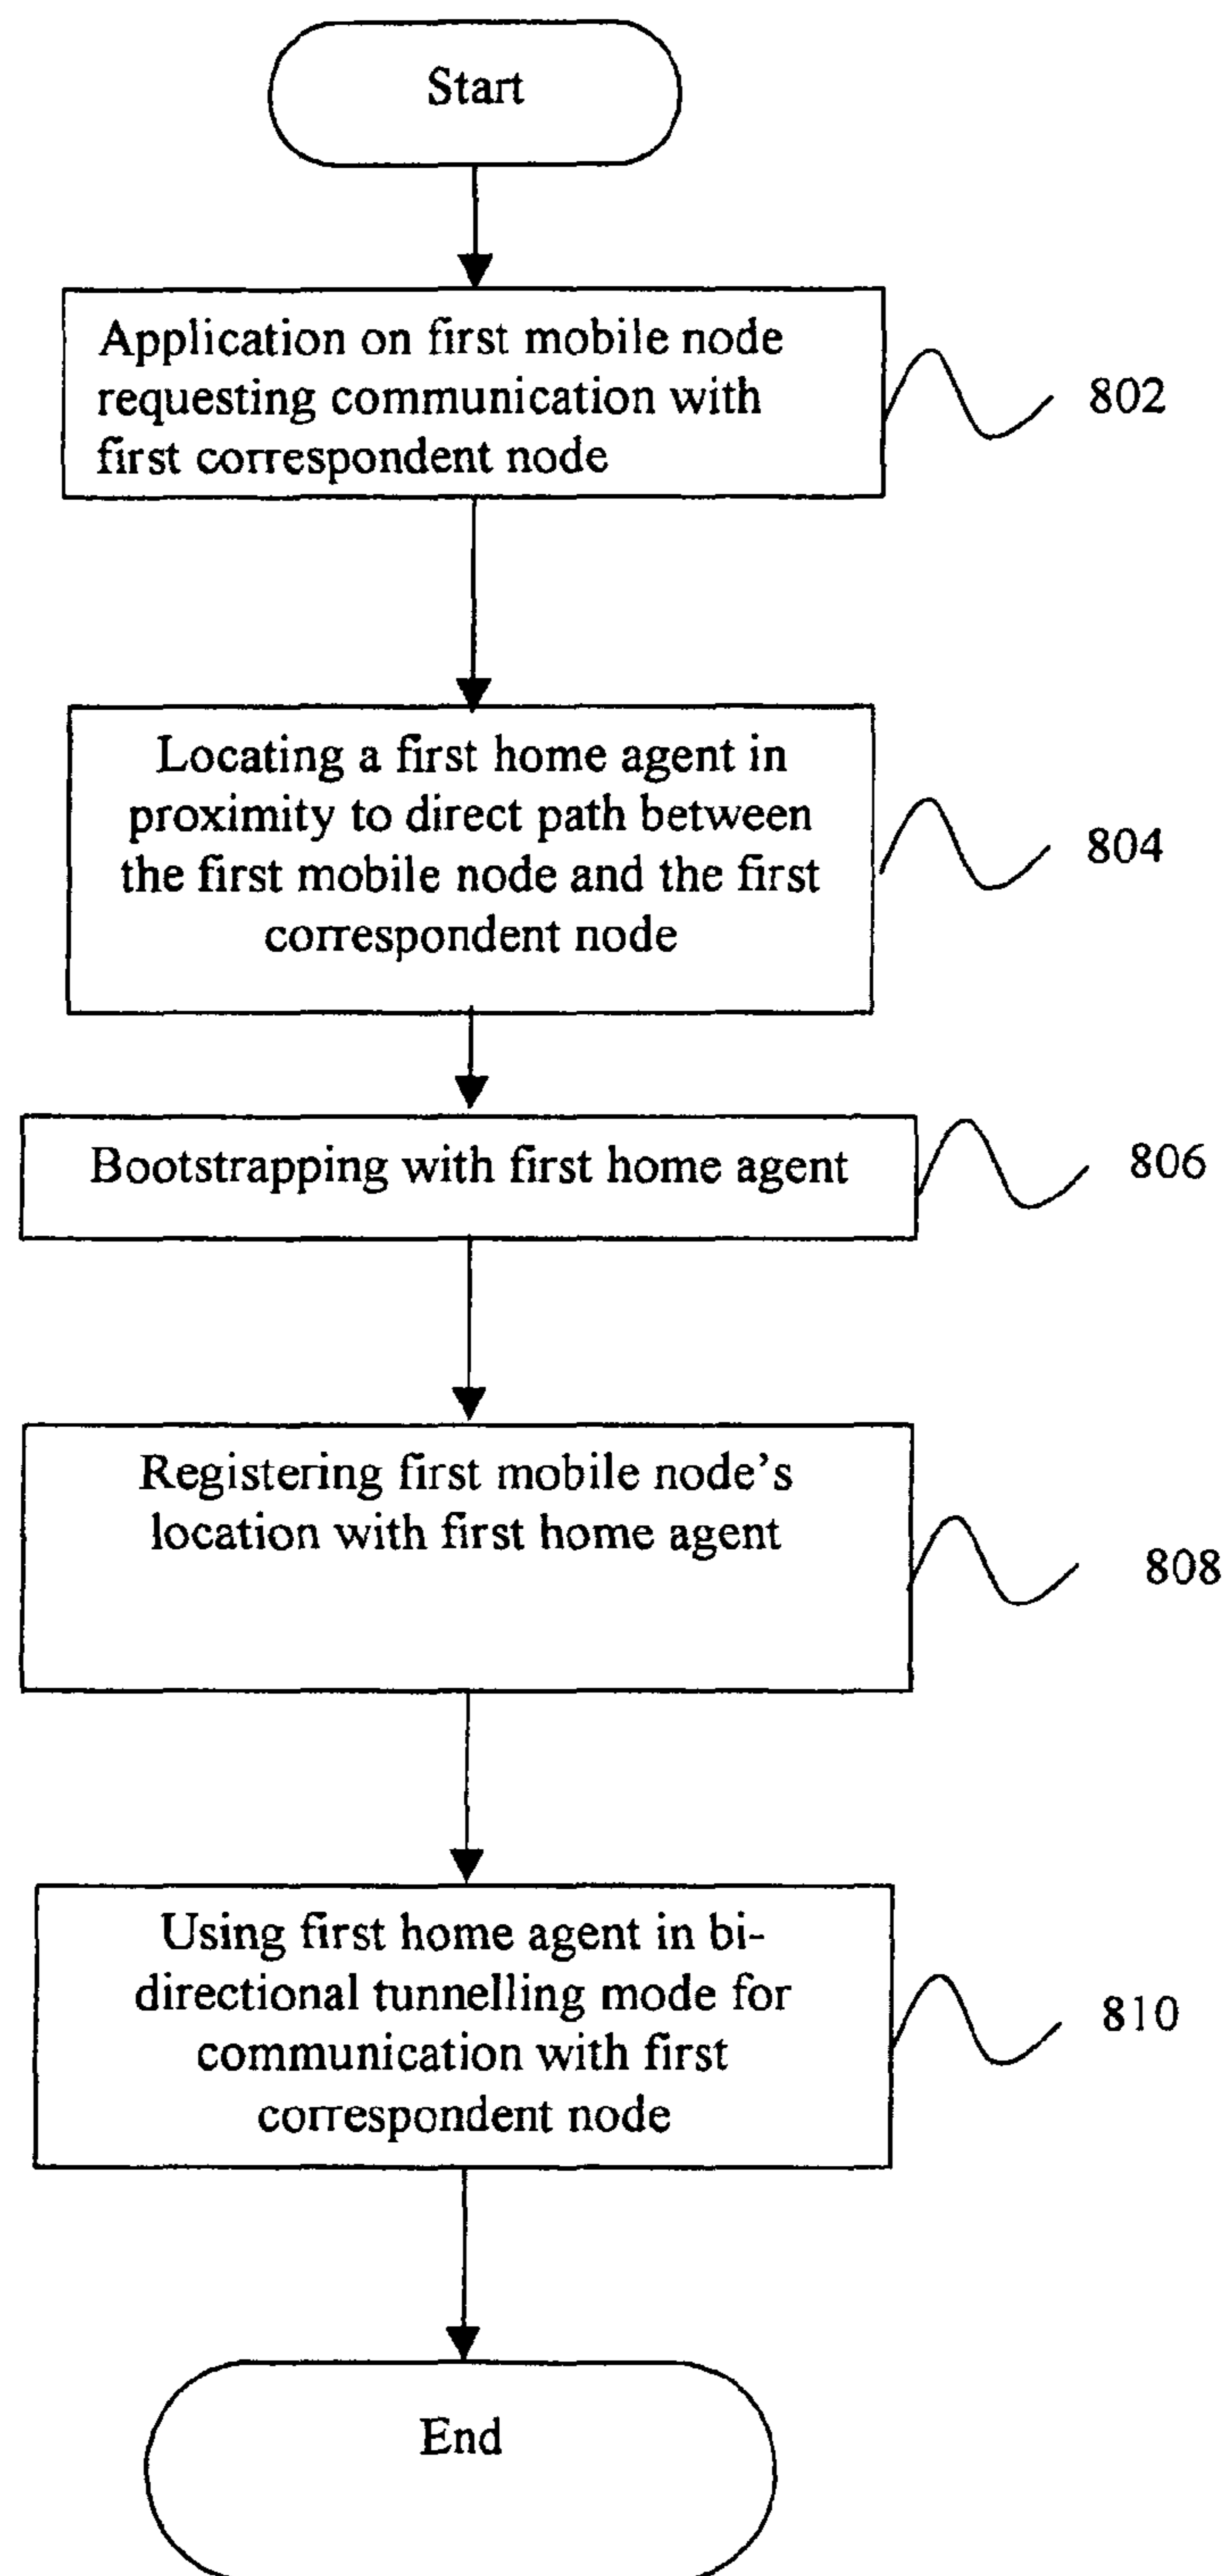 Start
Application on first mobile node
requesting communication with
first correspondent node
802
Locating a first home agent in
proximity to direct path between
the first mobile node and the first
correspondent node
804
Bootstrapping with first home agent
806
Registering first mobile node's
location with first home agent
808
Using first home agent in bi-
directional tunnelling mode for
communication with first
correspondent node
810
End